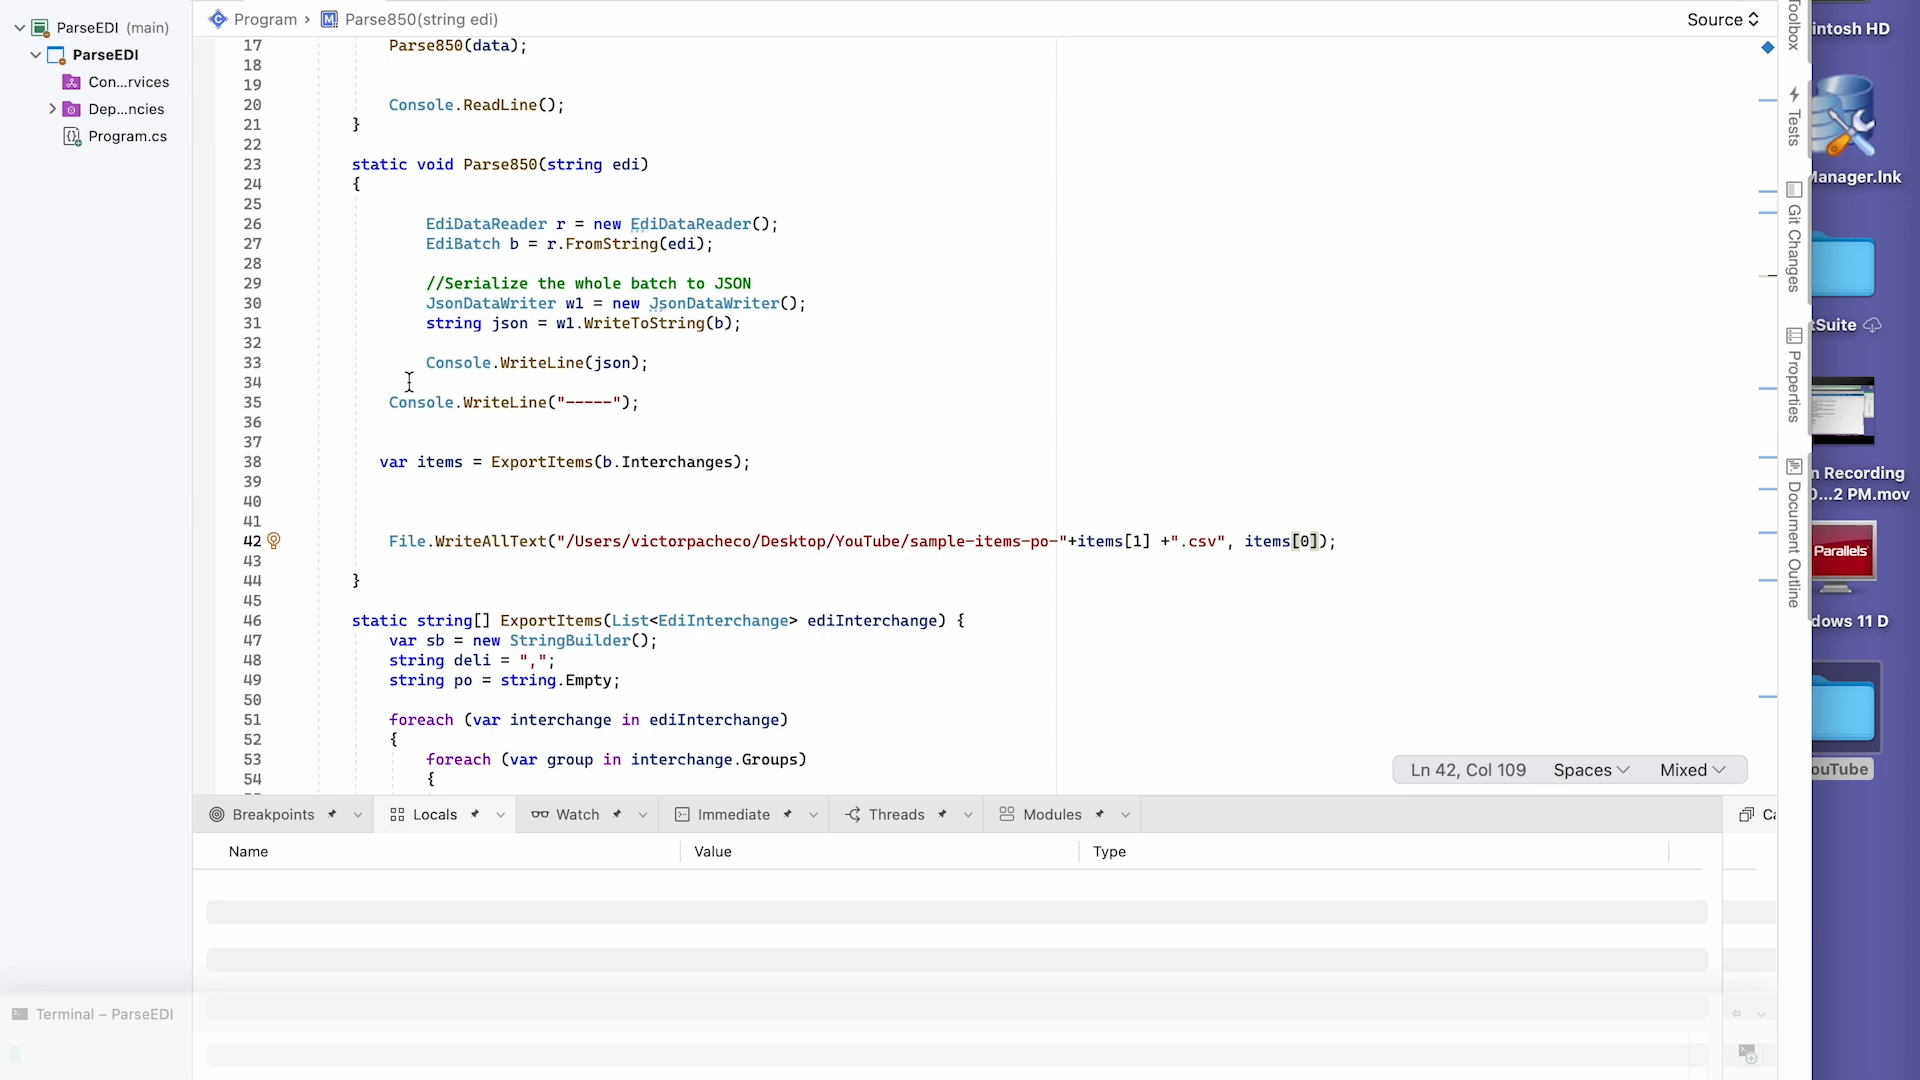 ParseEDI (main)
ParseEDI
Con...rvices
Dep...ncies
Program.cs
Program › Parse850(string edi)
Source
17 Parse850(data);
18
19
20 Console.ReadLine();
21 }
22
23 static void Parse850(string edi)
24 {
25
26 EdiDataReader r = new EdiDataReader();
27 EdiBatch b = r.FromString(edi);
28
29 //Serialize the whole batch to JSON
30 JsonDataWriter w1 = new JsonDataWriter();
31 string json = w1.WriteToString(b);
32
33 Console.WriteLine(json);
34
35 Console.WriteLine("-----");
36
37
38 var items = ExportItems(b.Interchanges);
39
40
41
42 File.WriteAllText("/Users/victorpacheco/Desktop/YouTube/sample-items-po-"+items[1] +".csv", items[0]);
43
44 }
45
46 static string[] ExportItems(List<EdiInterchange> ediInterchange) {
47 var sb = new StringBuilder();
48 string deli = ",";
49 string po = string.Empty;
50
51 foreach (var interchange in ediInterchange)
52 {
53 foreach (var group in interchange.Groups)
54 {
Ln 42, Col 109 Spaces Mixed
Breakpoints Locals Watch Immediate Threads Modules Ca
Name Value Type
Terminal – ParseEDI
Toolbox
Tests
Git Changes
Properties
Document Outline
intosh HD
Manager.lnk
tSuite
n Recording
0...2 PM.mov
Parallels
dows 11 D
ouTube